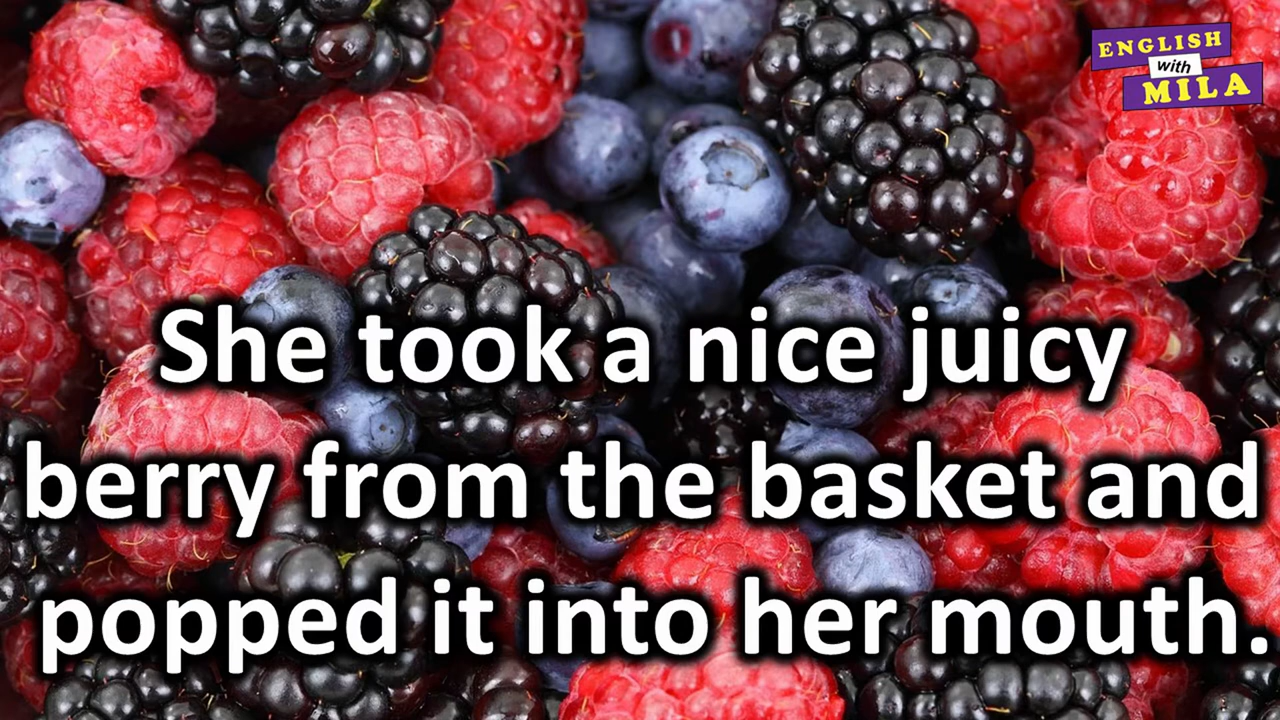 ENGLISH
with
MILA
She took a nice juicy
berry from the basket and
popped it into her mouth.